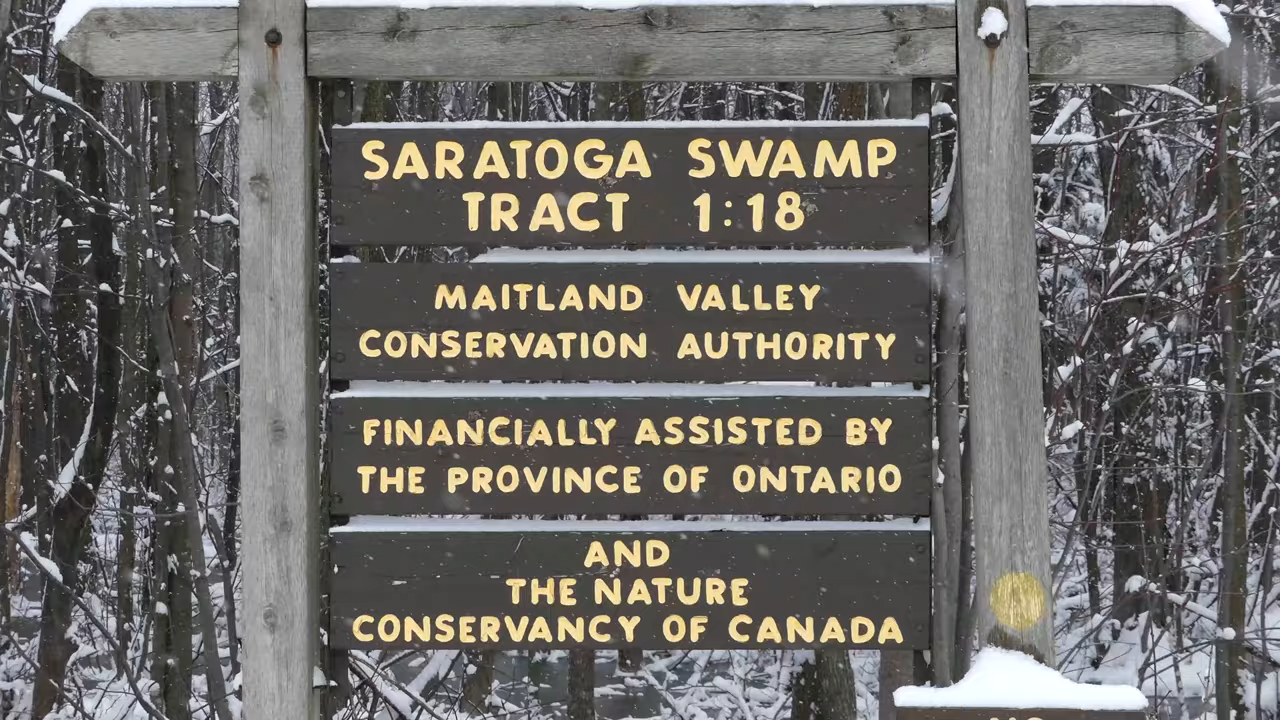 SARATOGA SWAMP
TRACT 1:18
MAITLAND VALLEY
CONSERVATION AUTHORITY
FINANCIALLY ASSISTED BY
THE PROVINCE OF ONTARIO
AND
THE NATURE
CONSERVANCY OF CANADA